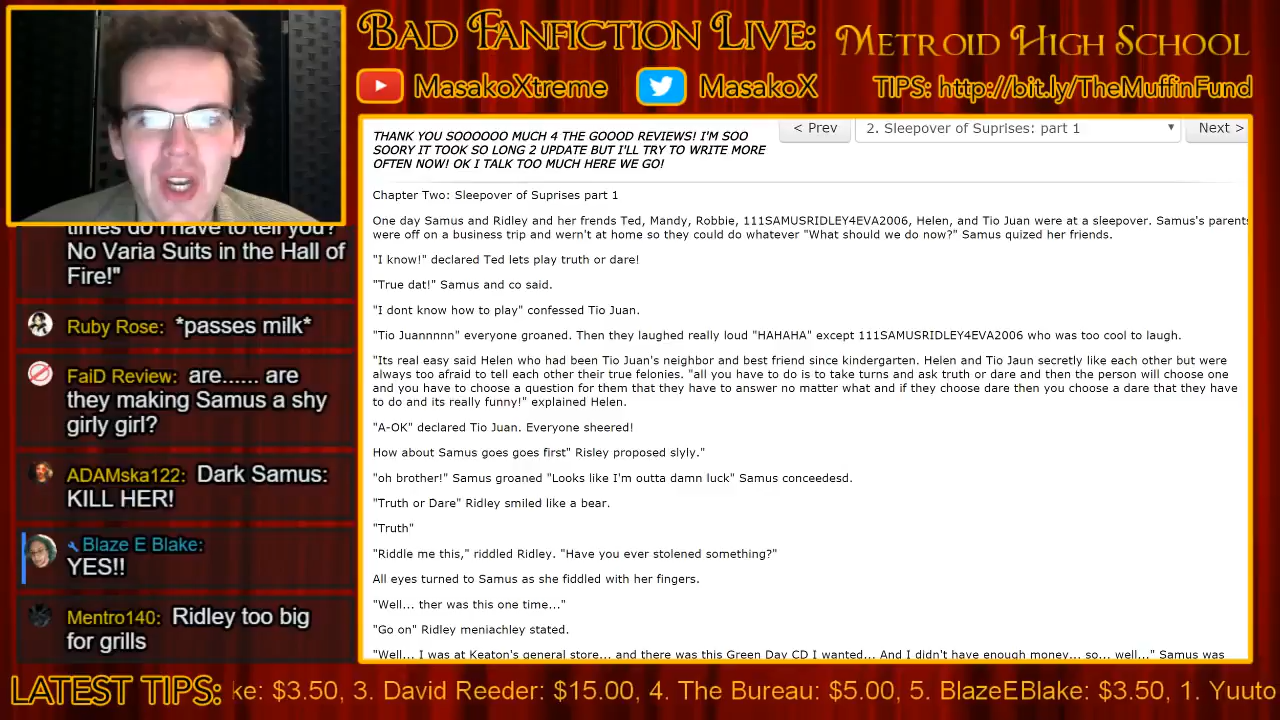 BAD FANFICTION LIVE: METROID HIGH SCHOOL
MasakoXtreme MasakoX TIPS: http://bit.ly/TheMuffinFund
times do I have to tell you?
No Varia Suits in the Hall of
Fire!"
Ruby Rose: *passes milk*
FaiD Review: are...... are
they making Samus a shy
girly girl?
ADAMska122: Dark Samus:
KILL HER!
Blaze E Blake:
YES!!
Mentro140: Ridley too big
for grills
THANK YOU SOOOOOO MUCH 4 THE GOOOD REVIEWS! I'M SOO
SOORY IT TOOK SO LONG 2 UPDATE BUT I'LL TRY TO WRITE MORE
OFTEN NOW! OK I TALK TOO MUCH HERE WE GO!
< Prev 2. Sleepover of Suprises: part 1 Next >
Chapter Two: Sleepover of Suprises part 1
One day Samus and Ridley and her frends Ted, Mandy, Robbie, 111SAMUSRIDLEY4EVA2006, Helen, and Tio Juan were at a sleepover. Samus's parents
were off on a business trip and wern't at home so they could do whatever "What should we do now?" Samus quized her friends.
"I know!" declared Ted lets play truth or dare!
"True dat!" Samus and co said.
"I dont know how to play" confessed Tio Juan.
"Tio Juannnnn" everyone groaned. Then they laughed really loud "HAHAHA" except 111SAMUSRIDLEY4EVA2006 who was too cool to laugh.
"Its real easy said Helen who had been Tio Juan's neighbor and best friend since kindergarten. Helen and Tio Jaun secretly like each other but were
always too afraid to tell each other their true felonies. "all you have to do is to take turns and ask truth or dare and then the person will choose one
and you have to choose a question for them that they have to answer no matter what and if they choose dare then you choose a dare that they have
to do and its really funny!" explained Helen.
"A-OK" declared Tio Juan. Everyone sheered!
How about Samus goes goes first" Risley proposed slyly."
"oh brother!" Samus groaned "Looks like I'm outta damn luck" Samus conceedesd.
"Truth or Dare" Ridley smiled like a bear.
"Truth"
"Riddle me this," riddled Ridley. "Have you ever stolened something?"
All eyes turned to Samus as she fiddled with her fingers.
"Well... ther was this one time..."
"Go on" Ridley meniachley stated.
"Well... I was at Keaton's general store... and there was this Green Day CD I wanted... And I didn't have enough money... so... well..." Samus was
LATEST TIPS: ke: $3.50, 3. David Reeder: $15.00, 4. The Bureau: $5.00, 5. BlazeEBlake: $3.50, 1. Yuuto